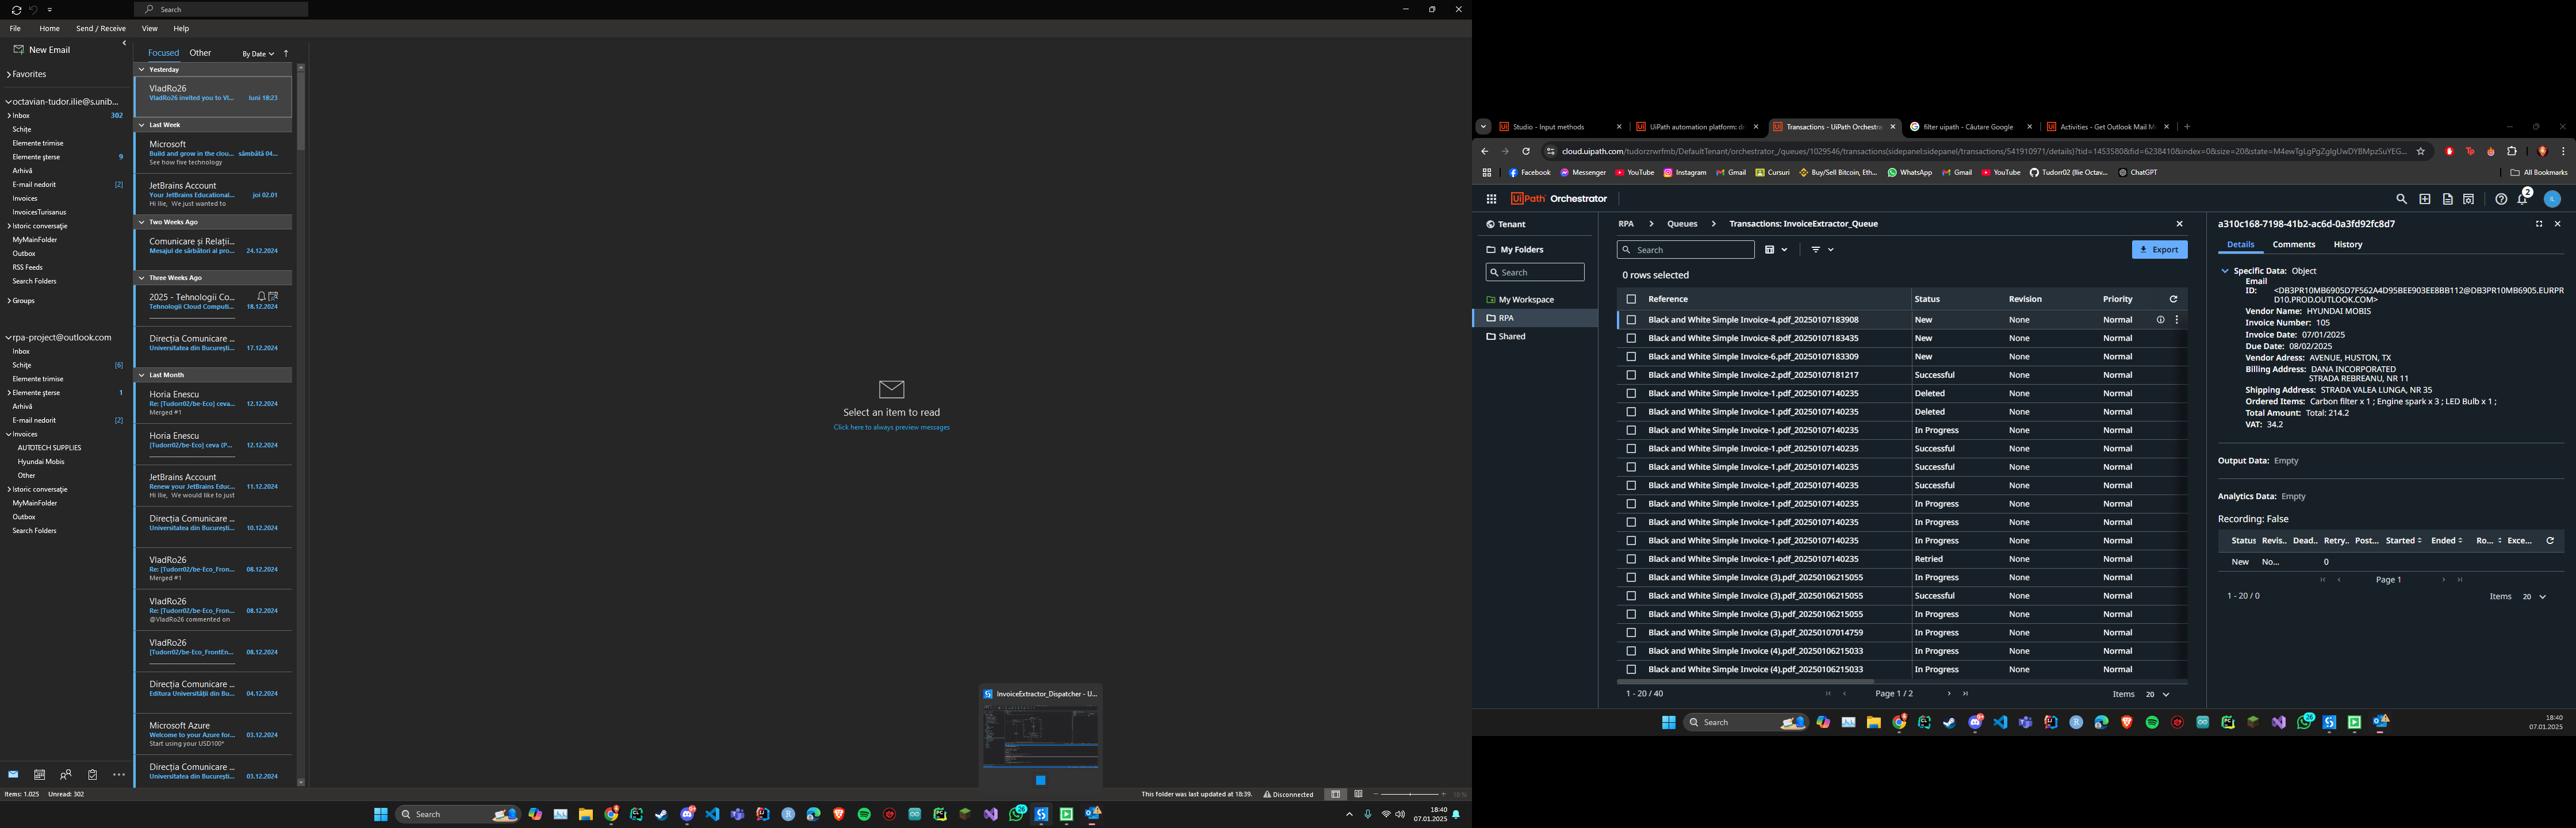 Search
File Home Send / Receive View Help
New Email
Favorites
octavian-tudor.ilie@s.unib...
Inbox 302
Schițe
Elemente trimise
Elemente șterse 9
Arhivă
E-mail nedorit [2]
Invoices
InvoicesTurisanus
Istoric conversație
MyMainFolder
Outbox
RSS Feeds
Search Folders
Groups
rpa-project@outlook.com
Inbox
Schițe [6]
Elemente trimise
Elemente șterse 1
Arhivă
E-mail nedorit [2]
Invoices
AUTOTECH SUPPLIES
Hyundai Mobis
Other
Istoric conversație
MyMainFolder
Outbox
Search Folders
Items: 1.025 Unread: 302
Focused Other By Date
Yesterday
VladRo26
VladRo26 invited you to Vl... luni 18:23
Last Week
Microsoft
Build and grow in the clou... sâmbătă 04...
See how five technology
JetBrains Account
Your JetBrains Educational... joi 02.01
Hi ilie, We just wanted to
Two Weeks Ago
Comunicare și Relații...
Mesajul de sărbători al pro... 24.12.2024
Three Weeks Ago
2025 - Tehnologii Co...
Tehnologii Cloud Computi... 18.12.2024
Direcția Comunicare ...
Universitatea din București... 17.12.2024
Last Month
Horia Enescu
Re: [Tudorr02/be-Eco] ceva... 12.12.2024
Merged #1
Horia Enescu
[Tudorr02/be-Eco] ceva (P... 12.12.2024
JetBrains Account
Renew your JetBrains Educ... 11.12.2024
Hi ilie, We would like to just
Direcția Comunicare ...
Universitatea din București... 10.12.2024
VladRo26
Re: [Tudorr02/be-Eco_Fron... 08.12.2024
Merged #1
VladRo26
Re: [Tudorr02/be-Eco_Fron... 08.12.2024
@VladRo26 commented on
VladRo26
[Tudorr02/be-Eco_FrontEn... 08.12.2024
Direcția Comunicare ...
Editura Universității din Bu... 04.12.2024
Microsoft Azure
Welcome to your Azure for... 03.12.2024
Start using your USD100*
Direcția Comunicare ...
Universitatea din București... 03.12.2024
Select an item to read
Click here to always preview messages
InvoiceExtractor_Dispatcher - U...
This folder was last updated at 18:39. Disconnected 10 %
Search
18:40
07.01.2025
Studio - Input methods
UiPath automation platform: d
Transactions - UiPath Orchestra
filter uipath - Căutare Google
Activities - Get Outlook Mail M
cloud.uipath.com/tudorzrwrfmb/DefaultTenant/orchestrator_/queues/1029546/transactions(sidepanel:sidepanel/transactions/541910971/details)?tid=1453580&fid=6238410&index=0&size=20&state=M4ewTgLgPgZglgUwDYBMpzSuYEG...
Facebook Messenger YouTube Instagram Gmail Cursuri Buy/Sell Bitcoin, Eth... WhatsApp Gmail YouTube Tudorr02 (Ilie Octav... ChatGPT All Bookmarks
UiPath Orchestrator
2
IL
Tenant
My Folders
Search
My Workspace
RPA
Shared
RPA > Queues > Transactions: InvoiceExtractor_Queue
Search Export
0 rows selected
Reference Status Revision Priority
Black and White Simple Invoice-4.pdf_20250107183908 New None Normal
Black and White Simple Invoice-8.pdf_20250107183435 New None Normal
Black and White Simple Invoice-6.pdf_20250107183309 New None Normal
Black and White Simple Invoice-2.pdf_20250107181217 Successful None Normal
Black and White Simple Invoice-1.pdf_20250107140235 Deleted None Normal
Black and White Simple Invoice-1.pdf_20250107140235 Deleted None Normal
Black and White Simple Invoice-1.pdf_20250107140235 In Progress None Normal
Black and White Simple Invoice-1.pdf_20250107140235 Successful None Normal
Black and White Simple Invoice-1.pdf_20250107140235 Successful None Normal
Black and White Simple Invoice-1.pdf_20250107140235 Successful None Normal
Black and White Simple Invoice-1.pdf_20250107140235 In Progress None Normal
Black and White Simple Invoice-1.pdf_20250107140235 In Progress None Normal
Black and White Simple Invoice-1.pdf_20250107140235 In Progress None Normal
Black and White Simple Invoice-1.pdf_20250107140235 Retried None Normal
Black and White Simple Invoice (3).pdf_20250106215055 In Progress None Normal
Black and White Simple Invoice (3).pdf_20250106215055 Successful None Normal
Black and White Simple Invoice (3).pdf_20250106215055 In Progress None Normal
Black and White Simple Invoice (3).pdf_20250107014759 In Progress None Normal
Black and White Simple Invoice (4).pdf_20250106215033 In Progress None Normal
Black and White Simple Invoice (4).pdf_20250106215033 In Progress None Normal
1 - 20 / 40 Page 1 / 2 Items 20
a310c168-7198-41b2-ac6d-0a3fd92fc8d7
Details Comments History
Specific Data: Object
Email
ID: <DB3PR10MB6905D7F562A4D95BEE903EE8BB112@DB3PR10MB6905.EURPR
D10.PROD.OUTLOOK.COM>
Vendor Name: HYUNDAI MOBIS
Invoice Number: 105
Invoice Date: 07/01/2025
Due Date: 08/02/2025
Vendor Adress: AVENUE, HUSTON, TX
Billing Address: DANA INCORPORATED
STRADA REBREANU, NR 11
Shipping Address: STRADA VALEA LUNGA, NR 35
Ordered Items: Carbon filter x 1 ; Engine spark x 3 ; LED Bulb x 1 ;
Total Amount: Total: 214.2
VAT: 34.2
Output Data: Empty
Analytics Data: Empty
Recording: False
Status Revis.. Dead.. Retry.. Post... Started Ended Ro... Exce...
New No... 0
Page 1
1 - 20 / 0
Items 20
Search
18:40
07.01.2025